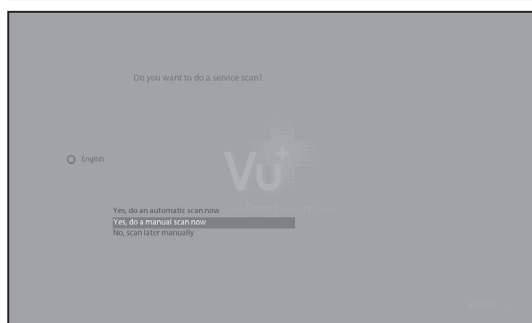 Do you want to do a service scan?
English
Vu+
Yes, do an automatic scan now
Yes, do a manual scan now
No, scan later manually